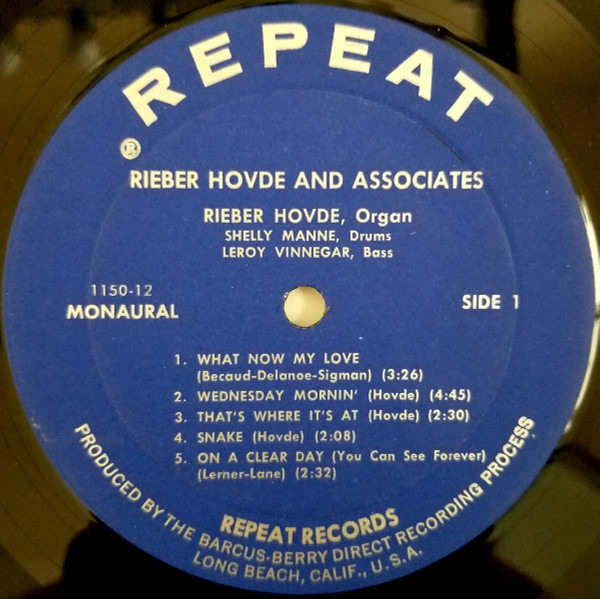 REPEAT
®
RIEBER HOVDE AND ASSOCIATES
RIEBER HOVDE, Organ
SHELLY MANNE, Drums
LEROY VINNEGAR, Bass
1150-12
MONAURAL
SIDE 1
1. WHAT NOW MY LOVE
(Becaud-Delanoe-Sigman) (3:26)
2. WEDNESDAY MORNIN' (Hovde) (4:45)
3. THAT'S WHERE IT'S AT (Hovde) (2:30)
4. SNAKE (Hovde) (2:08)
5. ON A CLEAR DAY (You Can See Forever)
(Lerner-Lane) (2:32)
REPEAT RECORDS
PRODUCED BY THE BARCUS-BERRY DIRECT RECORDING PROCESS
LONG BEACH, CALIF., U.S.A.